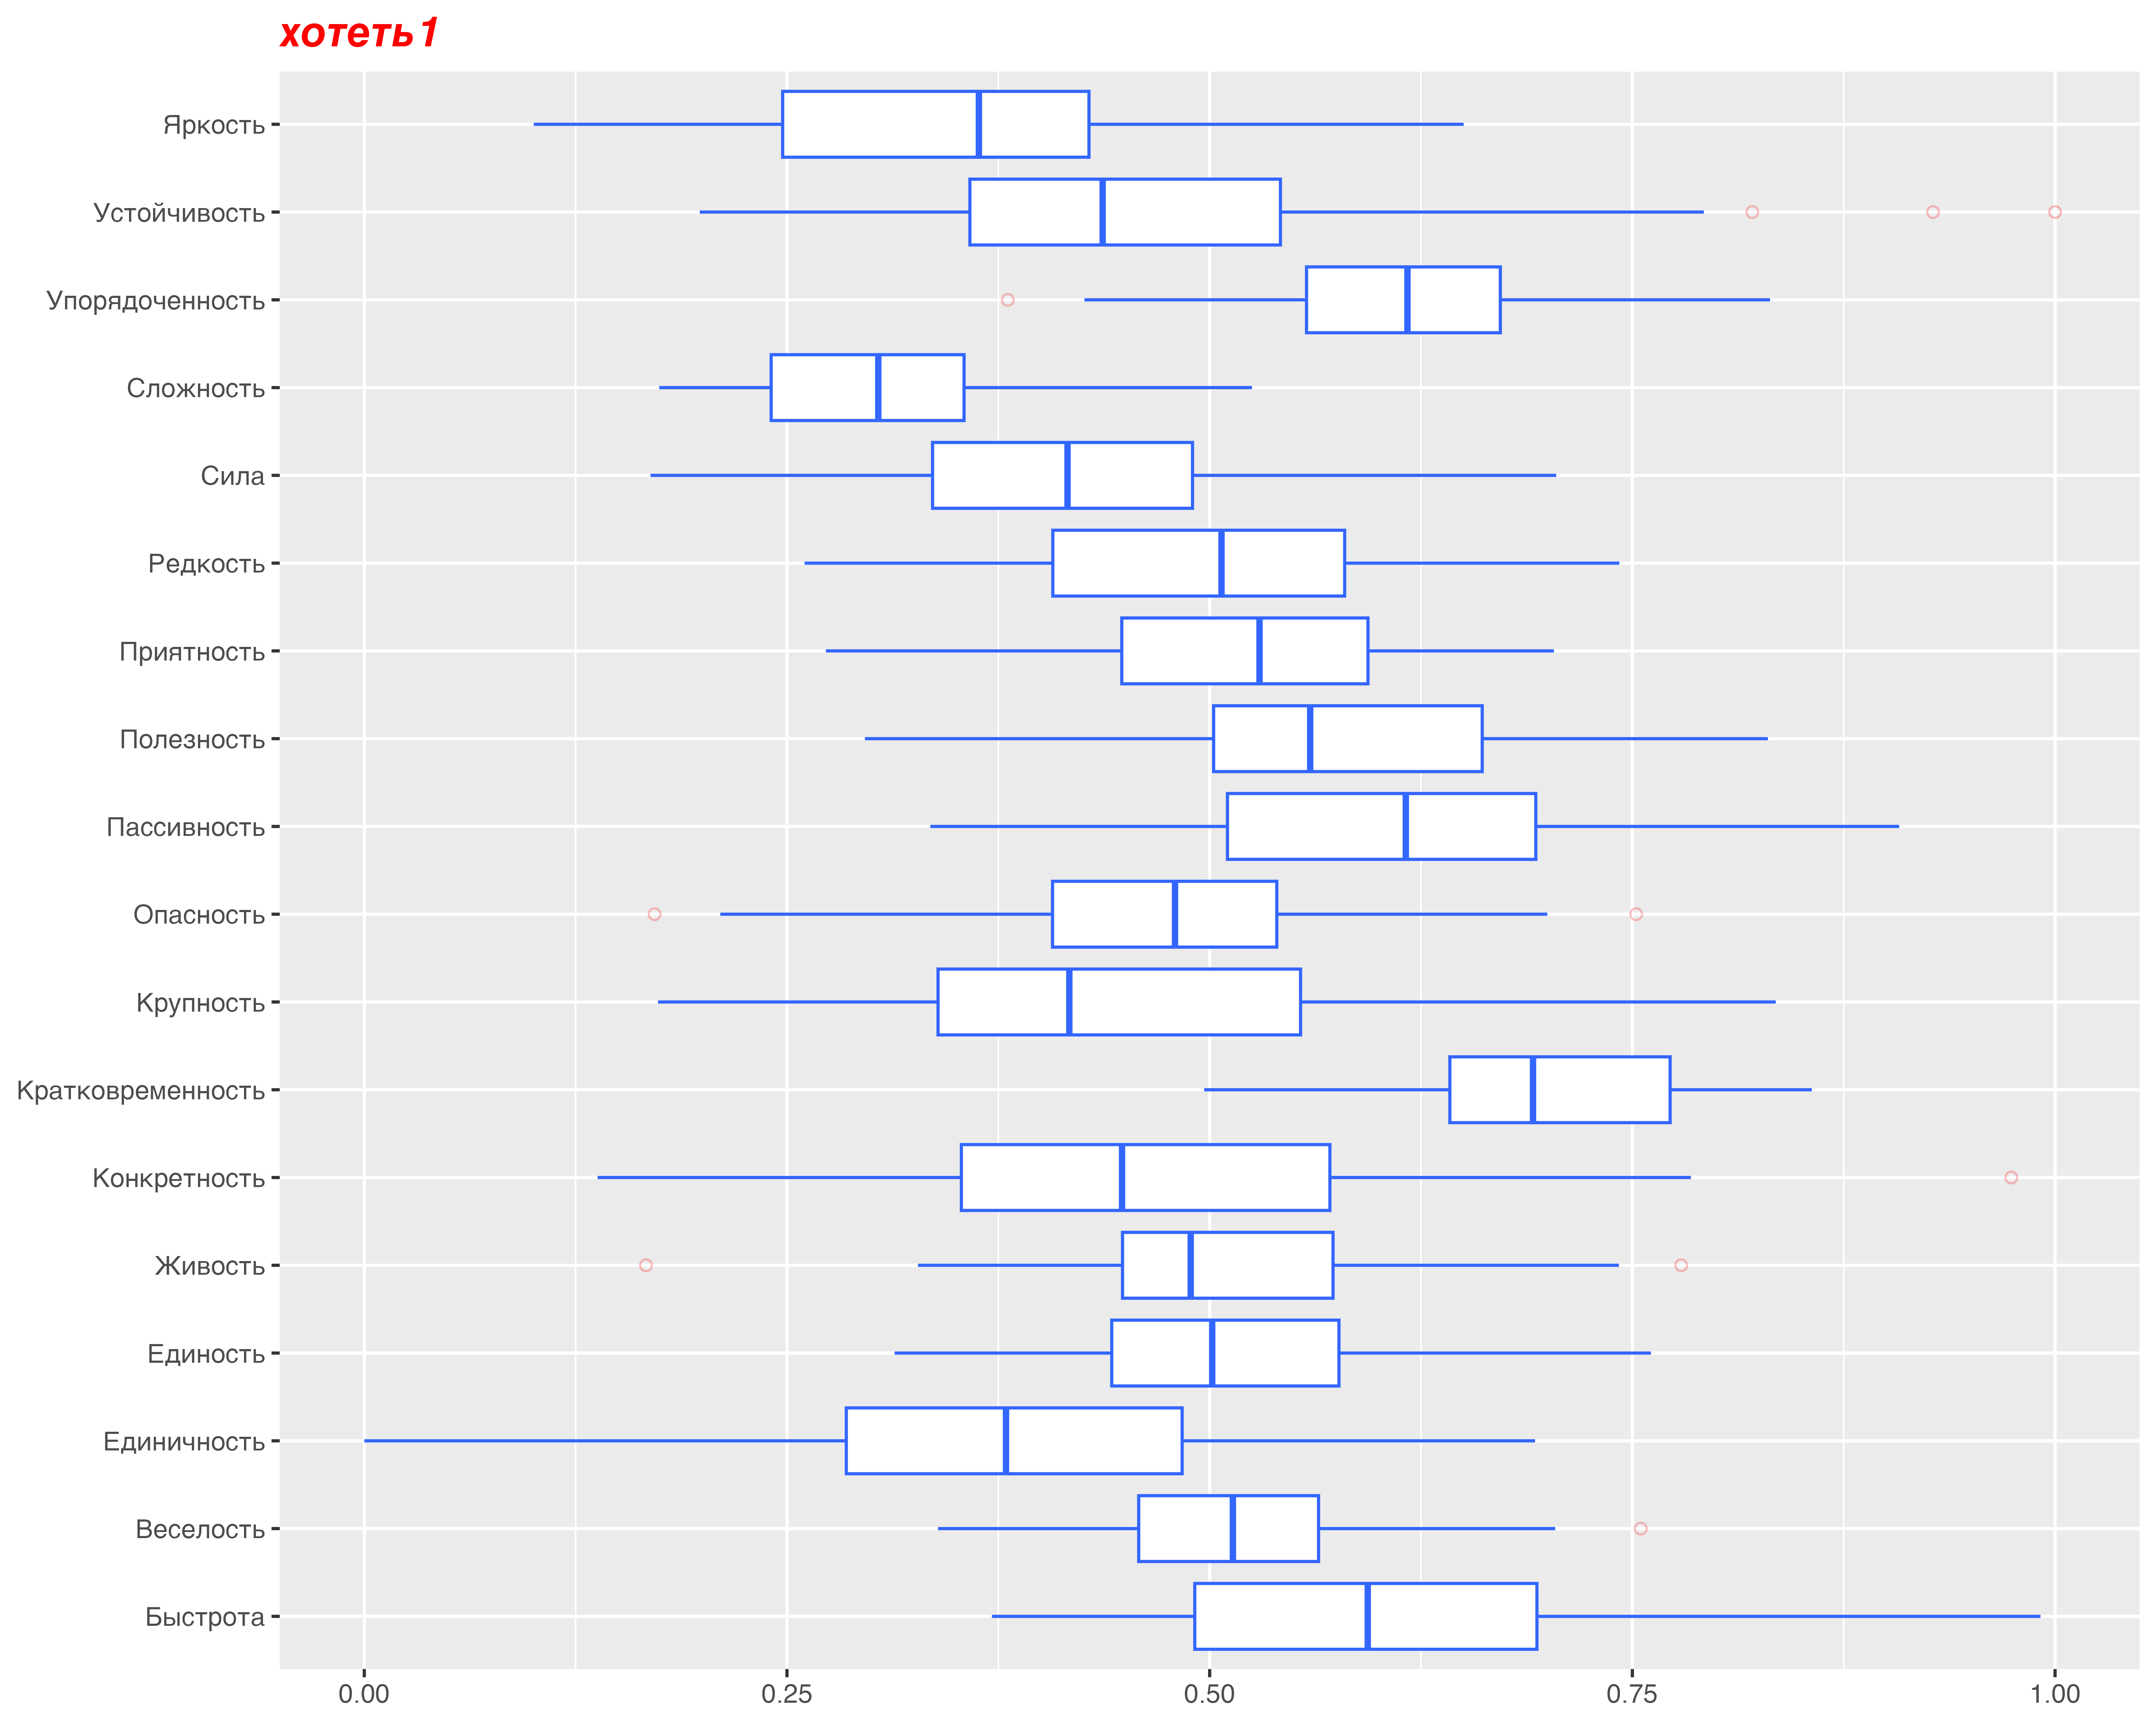 хотеть1
Яркость
Устойчивость
Упорядоченность
Сложность
Сила
Редкость
Приятность
Полезность
Пассивность
Опасность
Крупность
Кратковременность
Конкретность
Живость
Единость
Единичность
Веселость
Быстрота
0.00 0.25 0.50 0.75 1.00